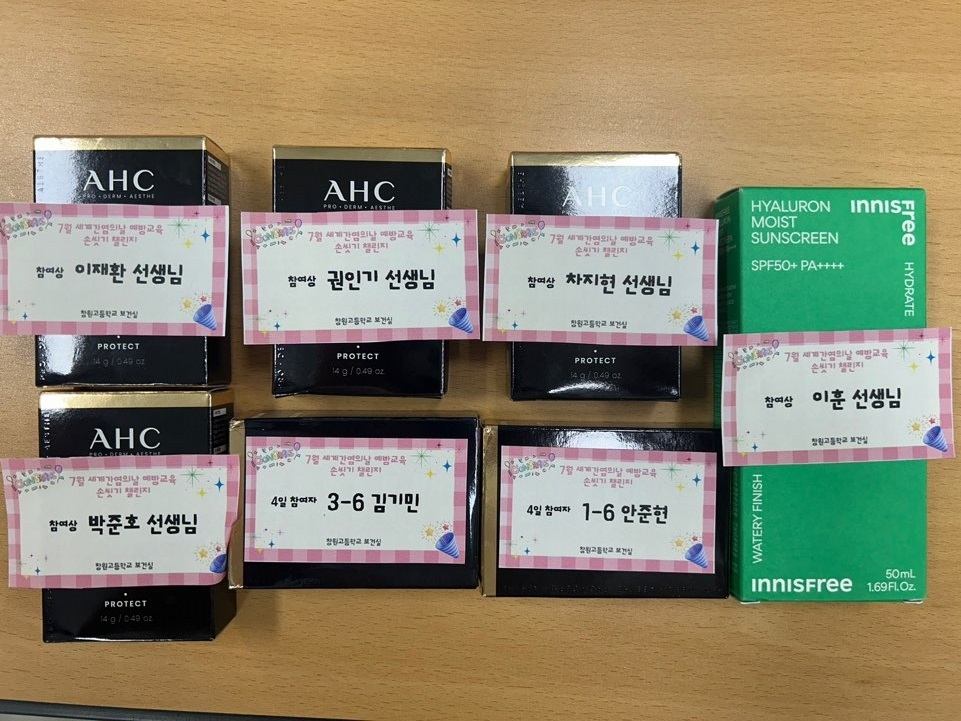 AHC
PRO • DERM • AESTHE
7월 세계간염의날 예방교육
손씻기 챌린지
참여상 이재환 선생님
창원고등학교 보건실
PROTECT
14 g / 0.49 oz
AHC
PRO • DERM • AESTHE
7월 세계간염의날 예방교육
손씻기 챌린지
참여상 권인기 선생님
창원고등학교 보건실
PROTECT
14 g / 0.49 oz
AHC
7월 세계간염의날 예방교육
손씻기 챌린지
참여상 차지현 선생님
창원고등학교 보건실
PROTECT
14 g / 0.49 oz
HYALURON
MOIST
SUNSCREEN
SPF50+ PA++++
innisfree
HYDRATE
7월 세계간염의날 예방교육
손씻기 챌린지
참여상 이훈 선생님
창원고등학교 보건실
WATERY FINISH
innisfree
50mL
1.69 Fl. Oz.
AHC
PRO • DERM • AESTHE
7월 세계간염의날 예방교육
손씻기 챌린지
참여상 박준호 선생님
창원고등학교 보건실
PROTECT
14 g / 0.49 oz
7월 세계간염의날 예방교육
손씻기 챌린지
4일 참여자 3-6 김기민
창원고등학교 보건실
7월 세계간염의날 예방교육
손씻기 챌린지
4일 참여자 1-6 안준현
창원고등학교 보건실